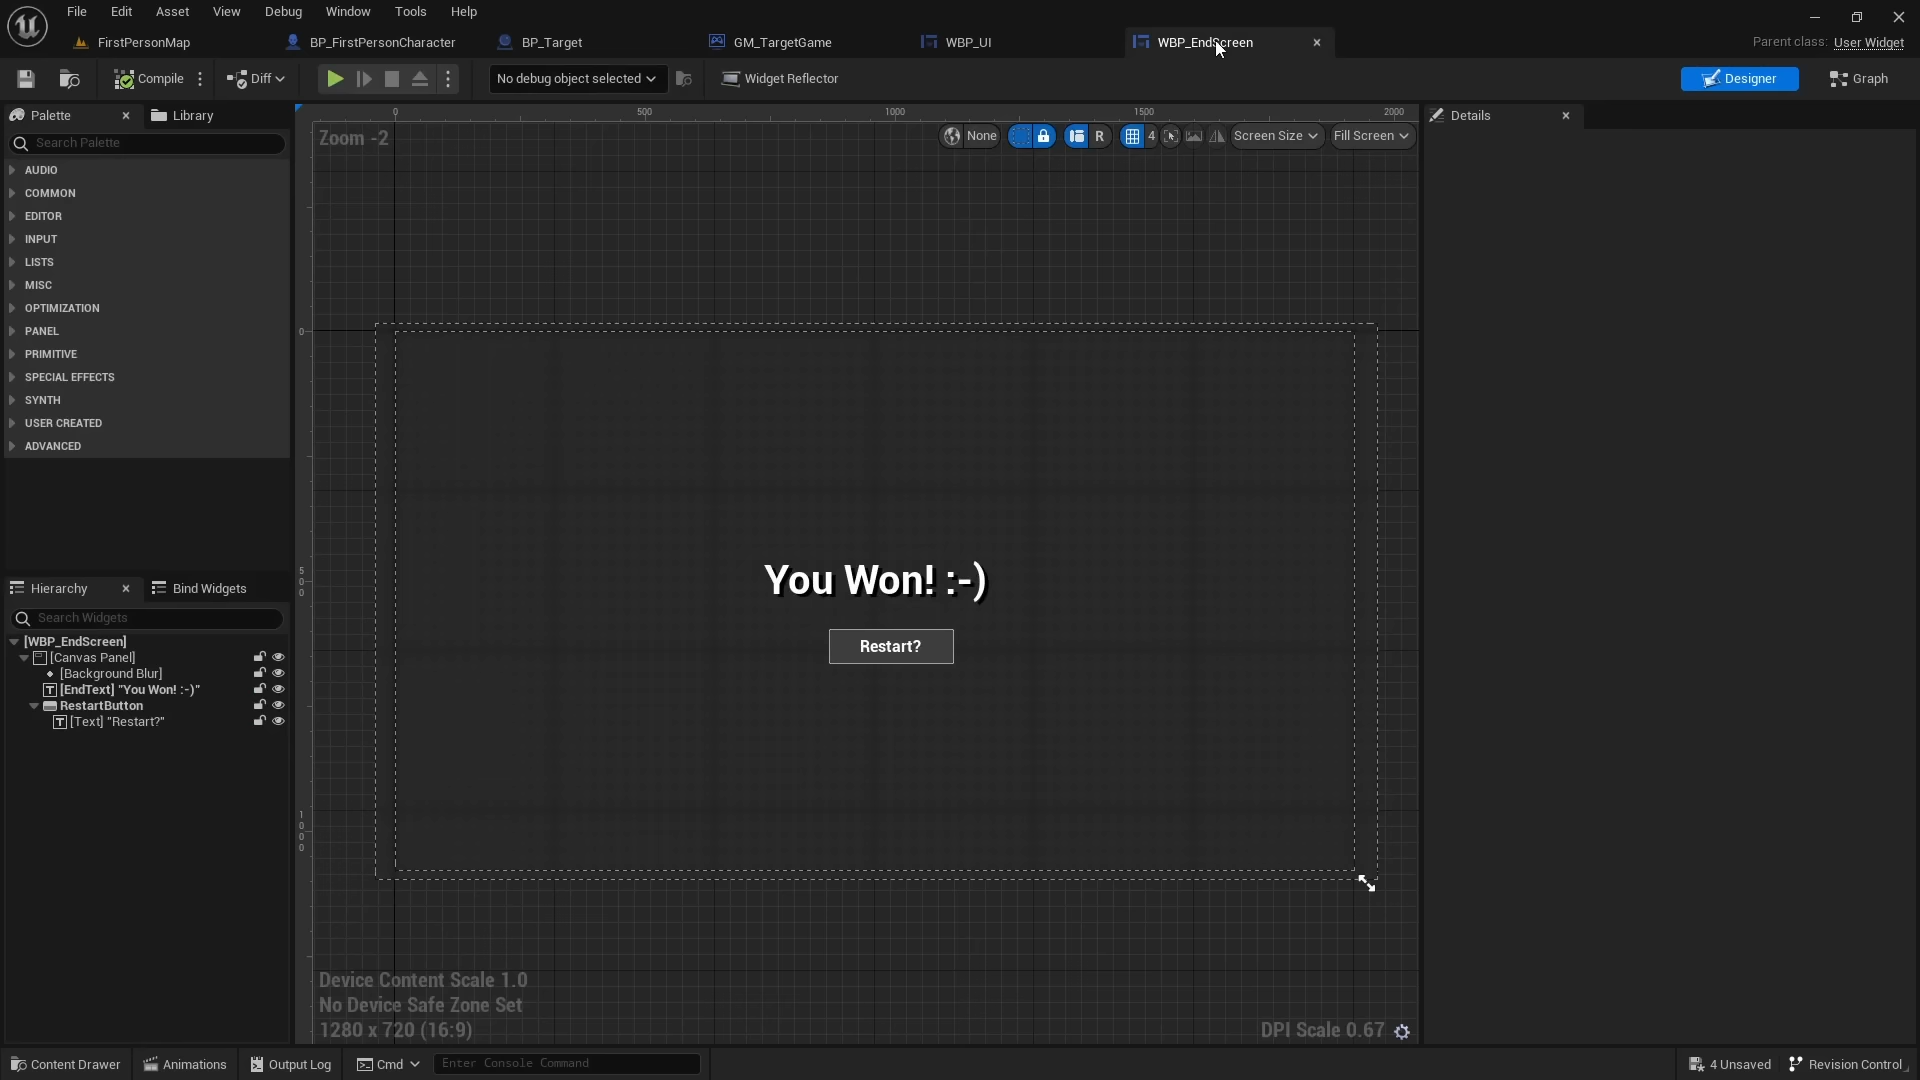 File Edit Asset View Debug Window Tools Help
FirstPersonMap BP_FirstPersonCharacter BP_Target GM_TargetGame WBP_UI WBP_EndScreen Parent class: User Widget
Compile Diff No debug object selected Widget Reflector Designer Graph
Palette Library
Search Palette
AUDIO
COMMON
EDITOR
INPUT
LISTS
MISC
OPTIMIZATION
PANEL
PRIMITIVE
SPECIAL EFFECTS
SYNTH
USER CREATED
ADVANCED
Hierarchy Bind Widgets
Search Widgets
[WBP_EndScreen]
[Canvas Panel]
[Background Blur]
[EndText] "You Won! :-)"
RestartButton
[Text] "Restart?"
0 500 1000 1500 2000
Zoom -2 None R 4 Screen Size Fill Screen
0
500
1000
You Won! :-)
Restart?
Device Content Scale 1.0
No Device Safe Zone Set
1280 x 720 (16:9) DPI Scale 0.67
Details
Content Drawer Animations Output Log Cmd Enter Console Command 4 Unsaved Revision Control